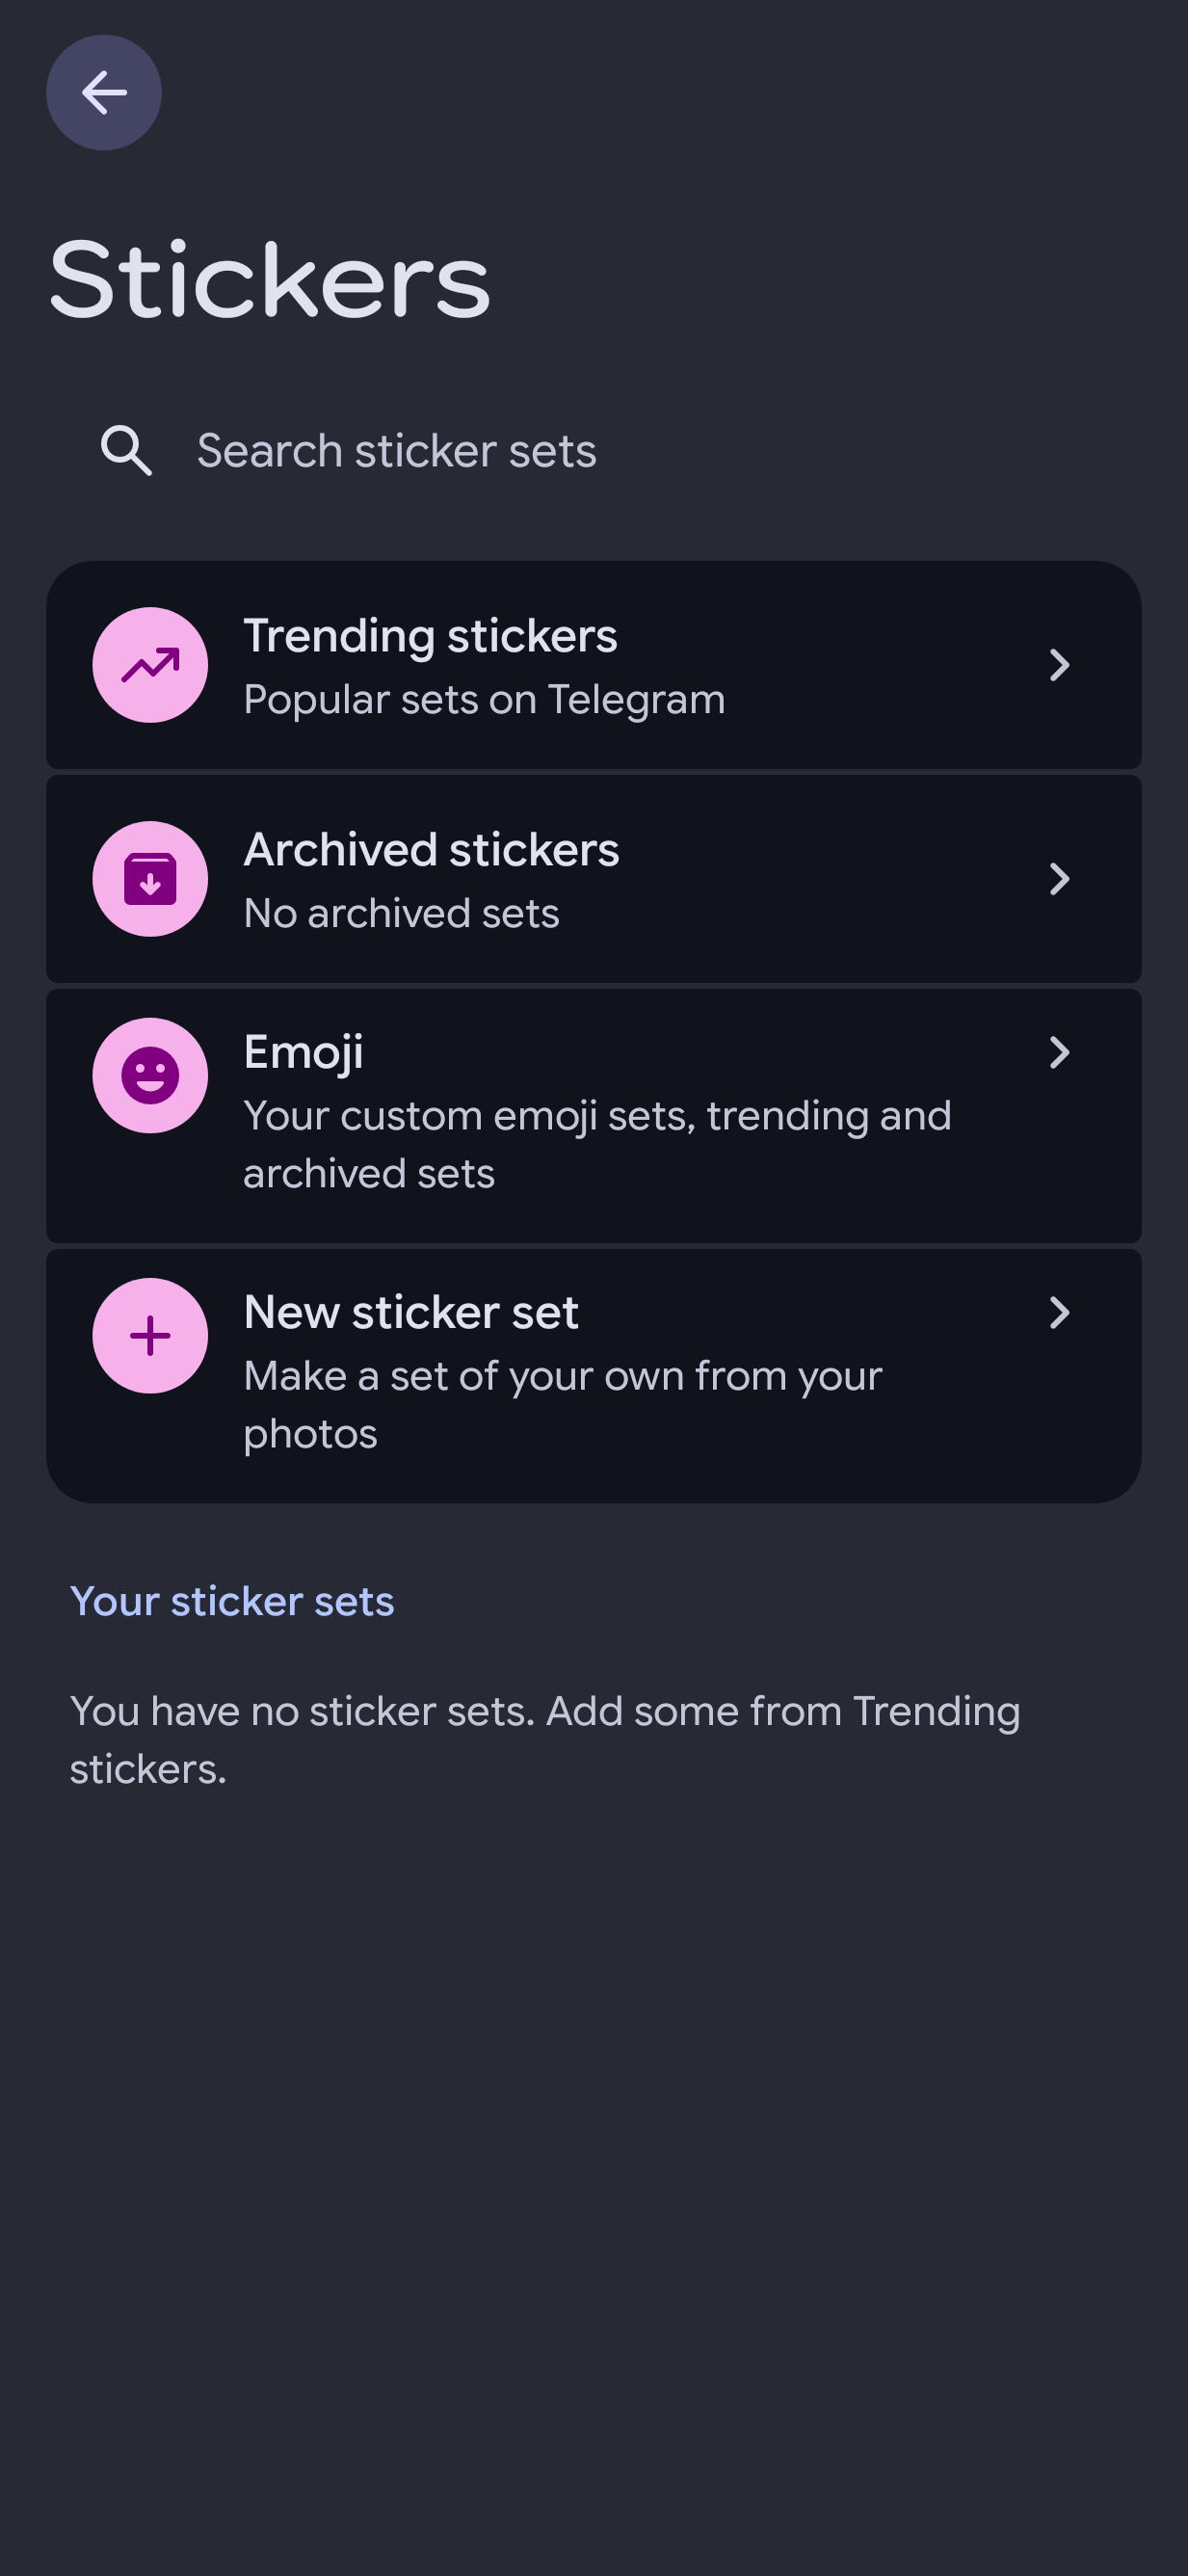 Stickers
Search sticker sets
Trending stickers
Popular sets on Telegram
Archived stickers
No archived sets
Emoji
Your custom emoji sets, trending and
archived sets
New sticker set
Make a set of your own from your
photos
Your sticker sets
You have no sticker sets. Add some from Trending
stickers.